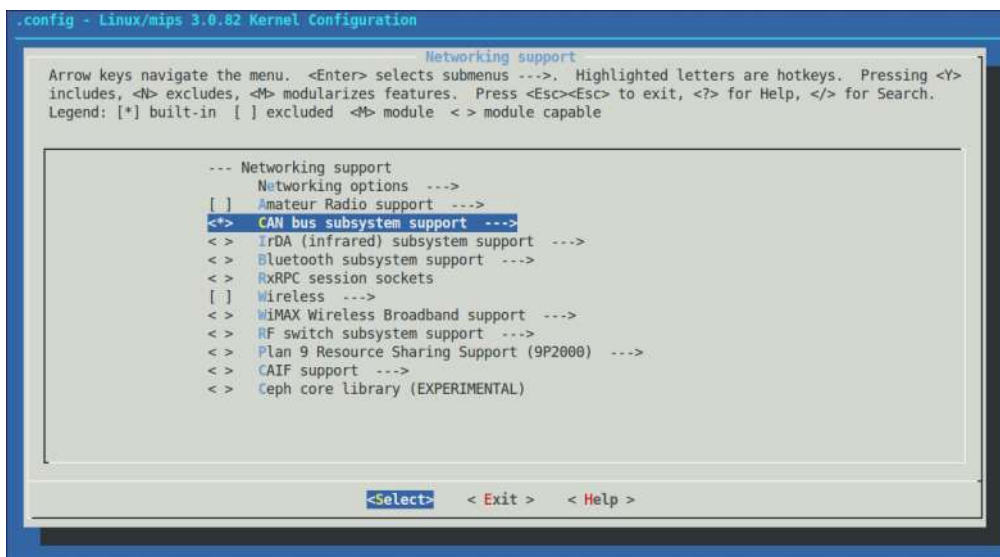 .config - Linux/mips 3.0.82 Kernel Configuration
Networking support
Arrow keys navigate the menu. <Enter> selects submenus --->. Highlighted letters are hotkeys. Pressing <Y>
includes, <N> excludes, <M> modularizes features. Press <Esc><Esc> to exit, <?> for Help, </> for Search.
Legend: [*] built-in [ ] excluded <M> module < > module capable
--- Networking support
Networking options --->
[ ] Amateur Radio support --->
<*> CAN bus subsystem support --->
< > IrDA (infrared) subsystem support --->
< > Bluetooth subsystem support --->
< > RxRPC session sockets
[ ] Wireless --->
< > WiMAX Wireless Broadband support --->
< > RF switch subsystem support --->
< > Plan 9 Resource Sharing Support (9P2000) --->
< > CAIF support --->
< > Ceph core library (EXPERIMENTAL)
<Select> < Exit > < Help >